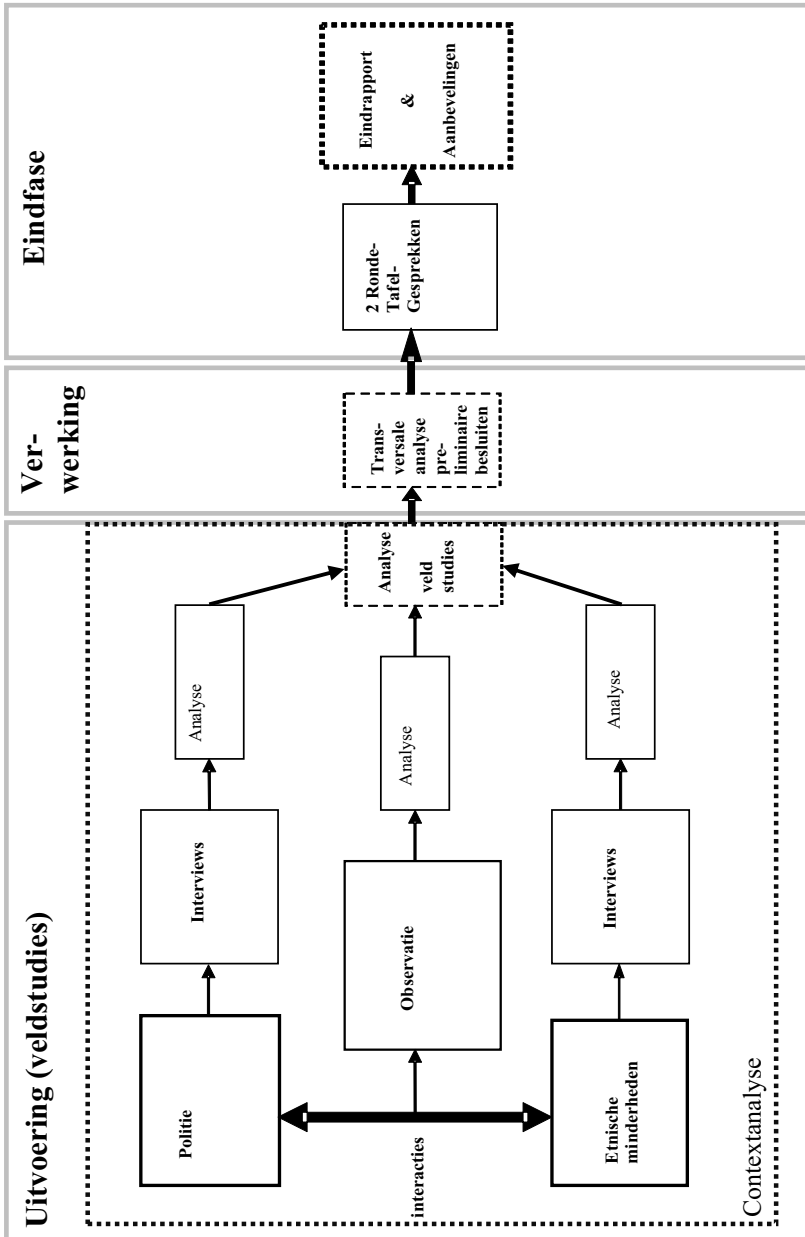 Uitvoering (veldstudies)
Politie
Interviews
Analyse
interacties
Observatie
Analyse
Etnische
minderheden
Interviews
Analyse
Contextanalyse
Analyse
veld
studies
Ver-
werking
Trans-
versale
analyse
pre-
liminaire
besluiten
Eindfase
2 Ronde-
Tafel-
Gesprekken
Eindrapport
&
Aanbevelingen